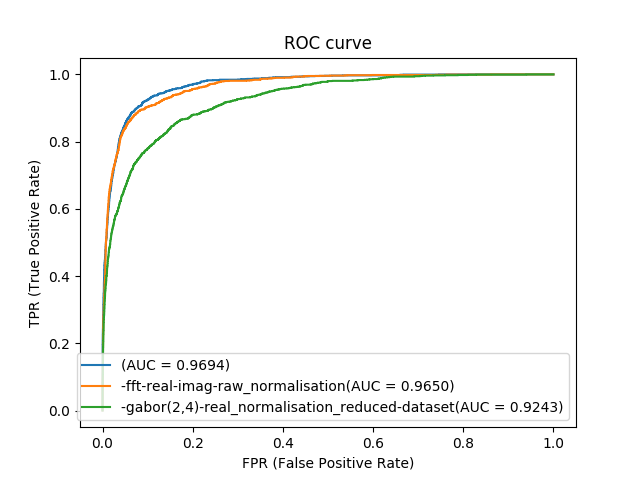 ROC curve
TPR (True Positive Rate)
1.0
0.8
0.6
0.4
0.2
0.0
(AUC = 0.9694)
-fft-real-imag-raw_normalisation(AUC = 0.9650)
-gabor(2,4)-real_normalisation_reduced-dataset(AUC = 0.9243)
0.0 0.2 0.4 0.6 0.8 1.0
FPR (False Positive Rate)